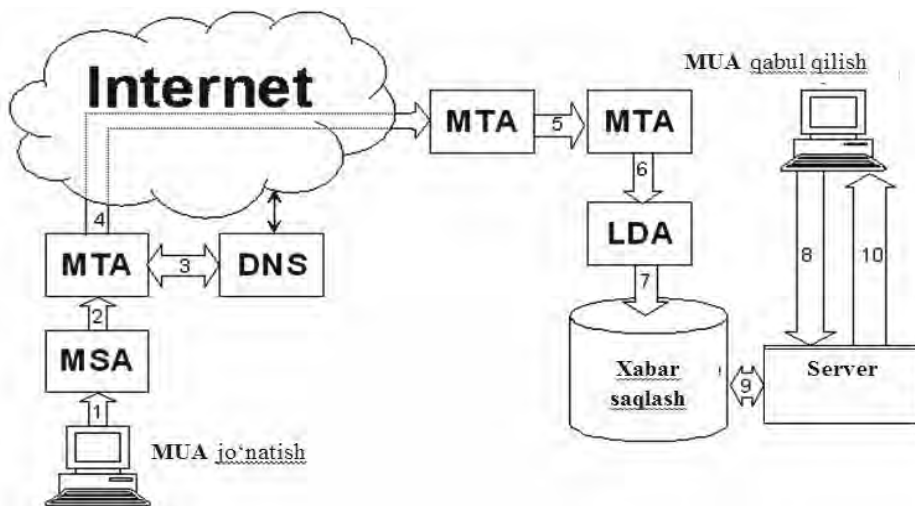 Internet
MUA qabul qilish
MTA
5
MTA
6
4
LDA
MTA
3
DNS
8
10
7
2
MSA
Xabar
saqlash
9
Server
1
MUA jo‘natish